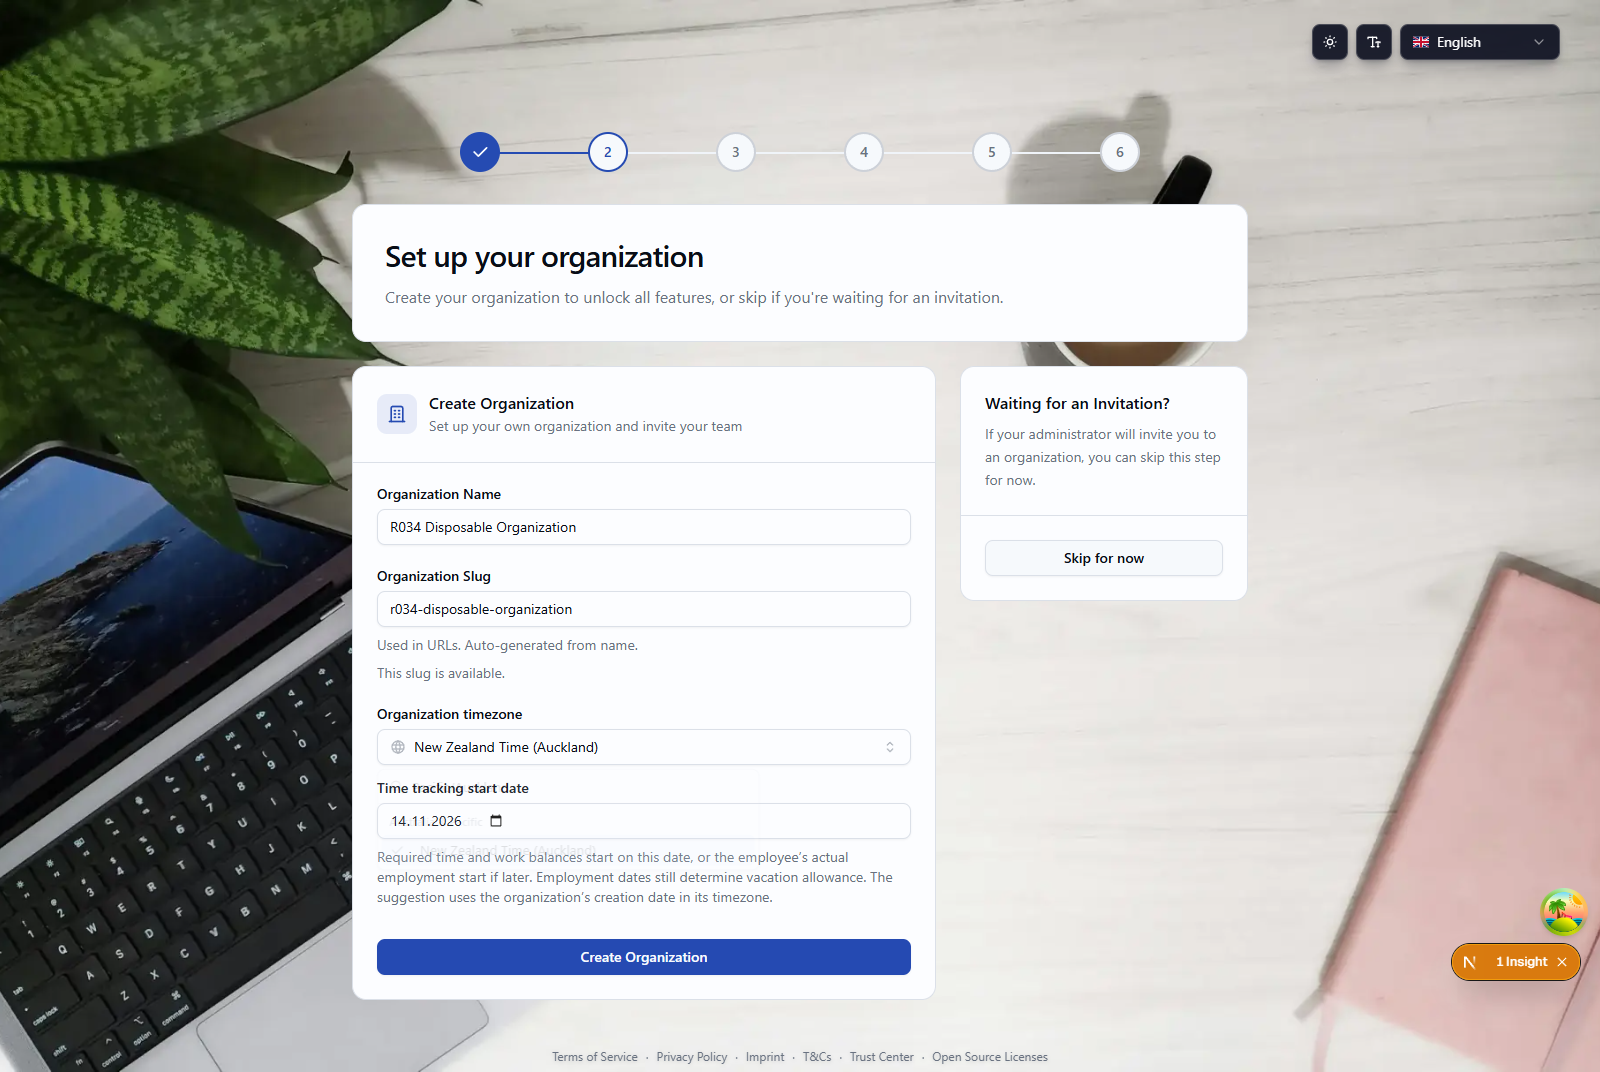 English
2
3
4
5
6
Set up your organization
Create your organization to unlock all features, or skip if you're waiting for an invitation.
Create Organization
Set up your own organization and invite your team
Organization Name
R034 Disposable Organization
Organization Slug
r034-disposable-organization
Used in URLs. Auto-generated from name.
This slug is available.
Organization timezone
New Zealand Time (Auckland)
Time tracking start date
14.11.2026
New Zealand Time (Auckland)
Required time and work balances start on this date, or the employee’s actual
employment start if later. Employment dates still determine vacation allowance. The
suggestion uses the organization’s creation date in its timezone.
Create Organization
Waiting for an Invitation?
If your administrator will invite you to
an organization, you can skip this step
for now.
Skip for now
1 Insight
Terms of Service · Privacy Policy · Imprint · T&Cs · Trust Center · Open Source Licenses